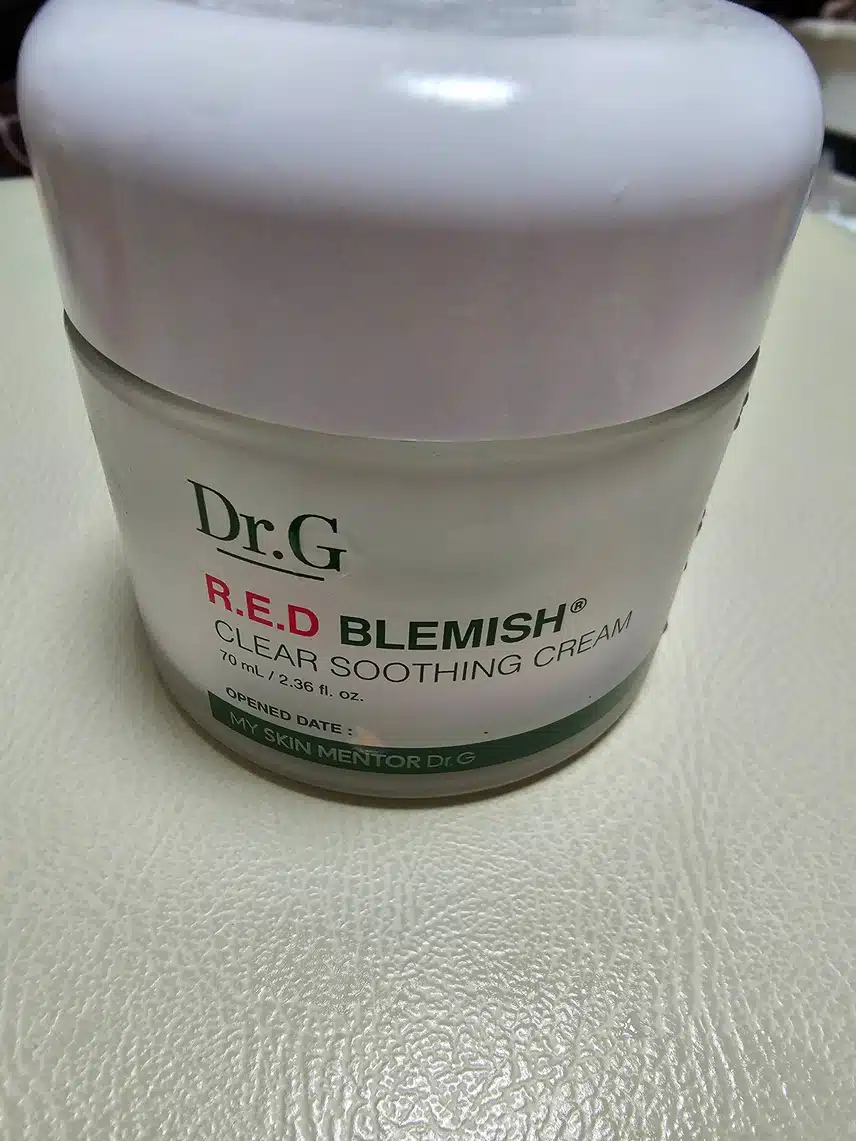 Dr.G
R.E.D BLEMISH®
CLEAR SOOTHING CREAM
70 mL / 2.36 fl. oz.
OPENED DATE :
MY SKIN MENTOR Dr.G